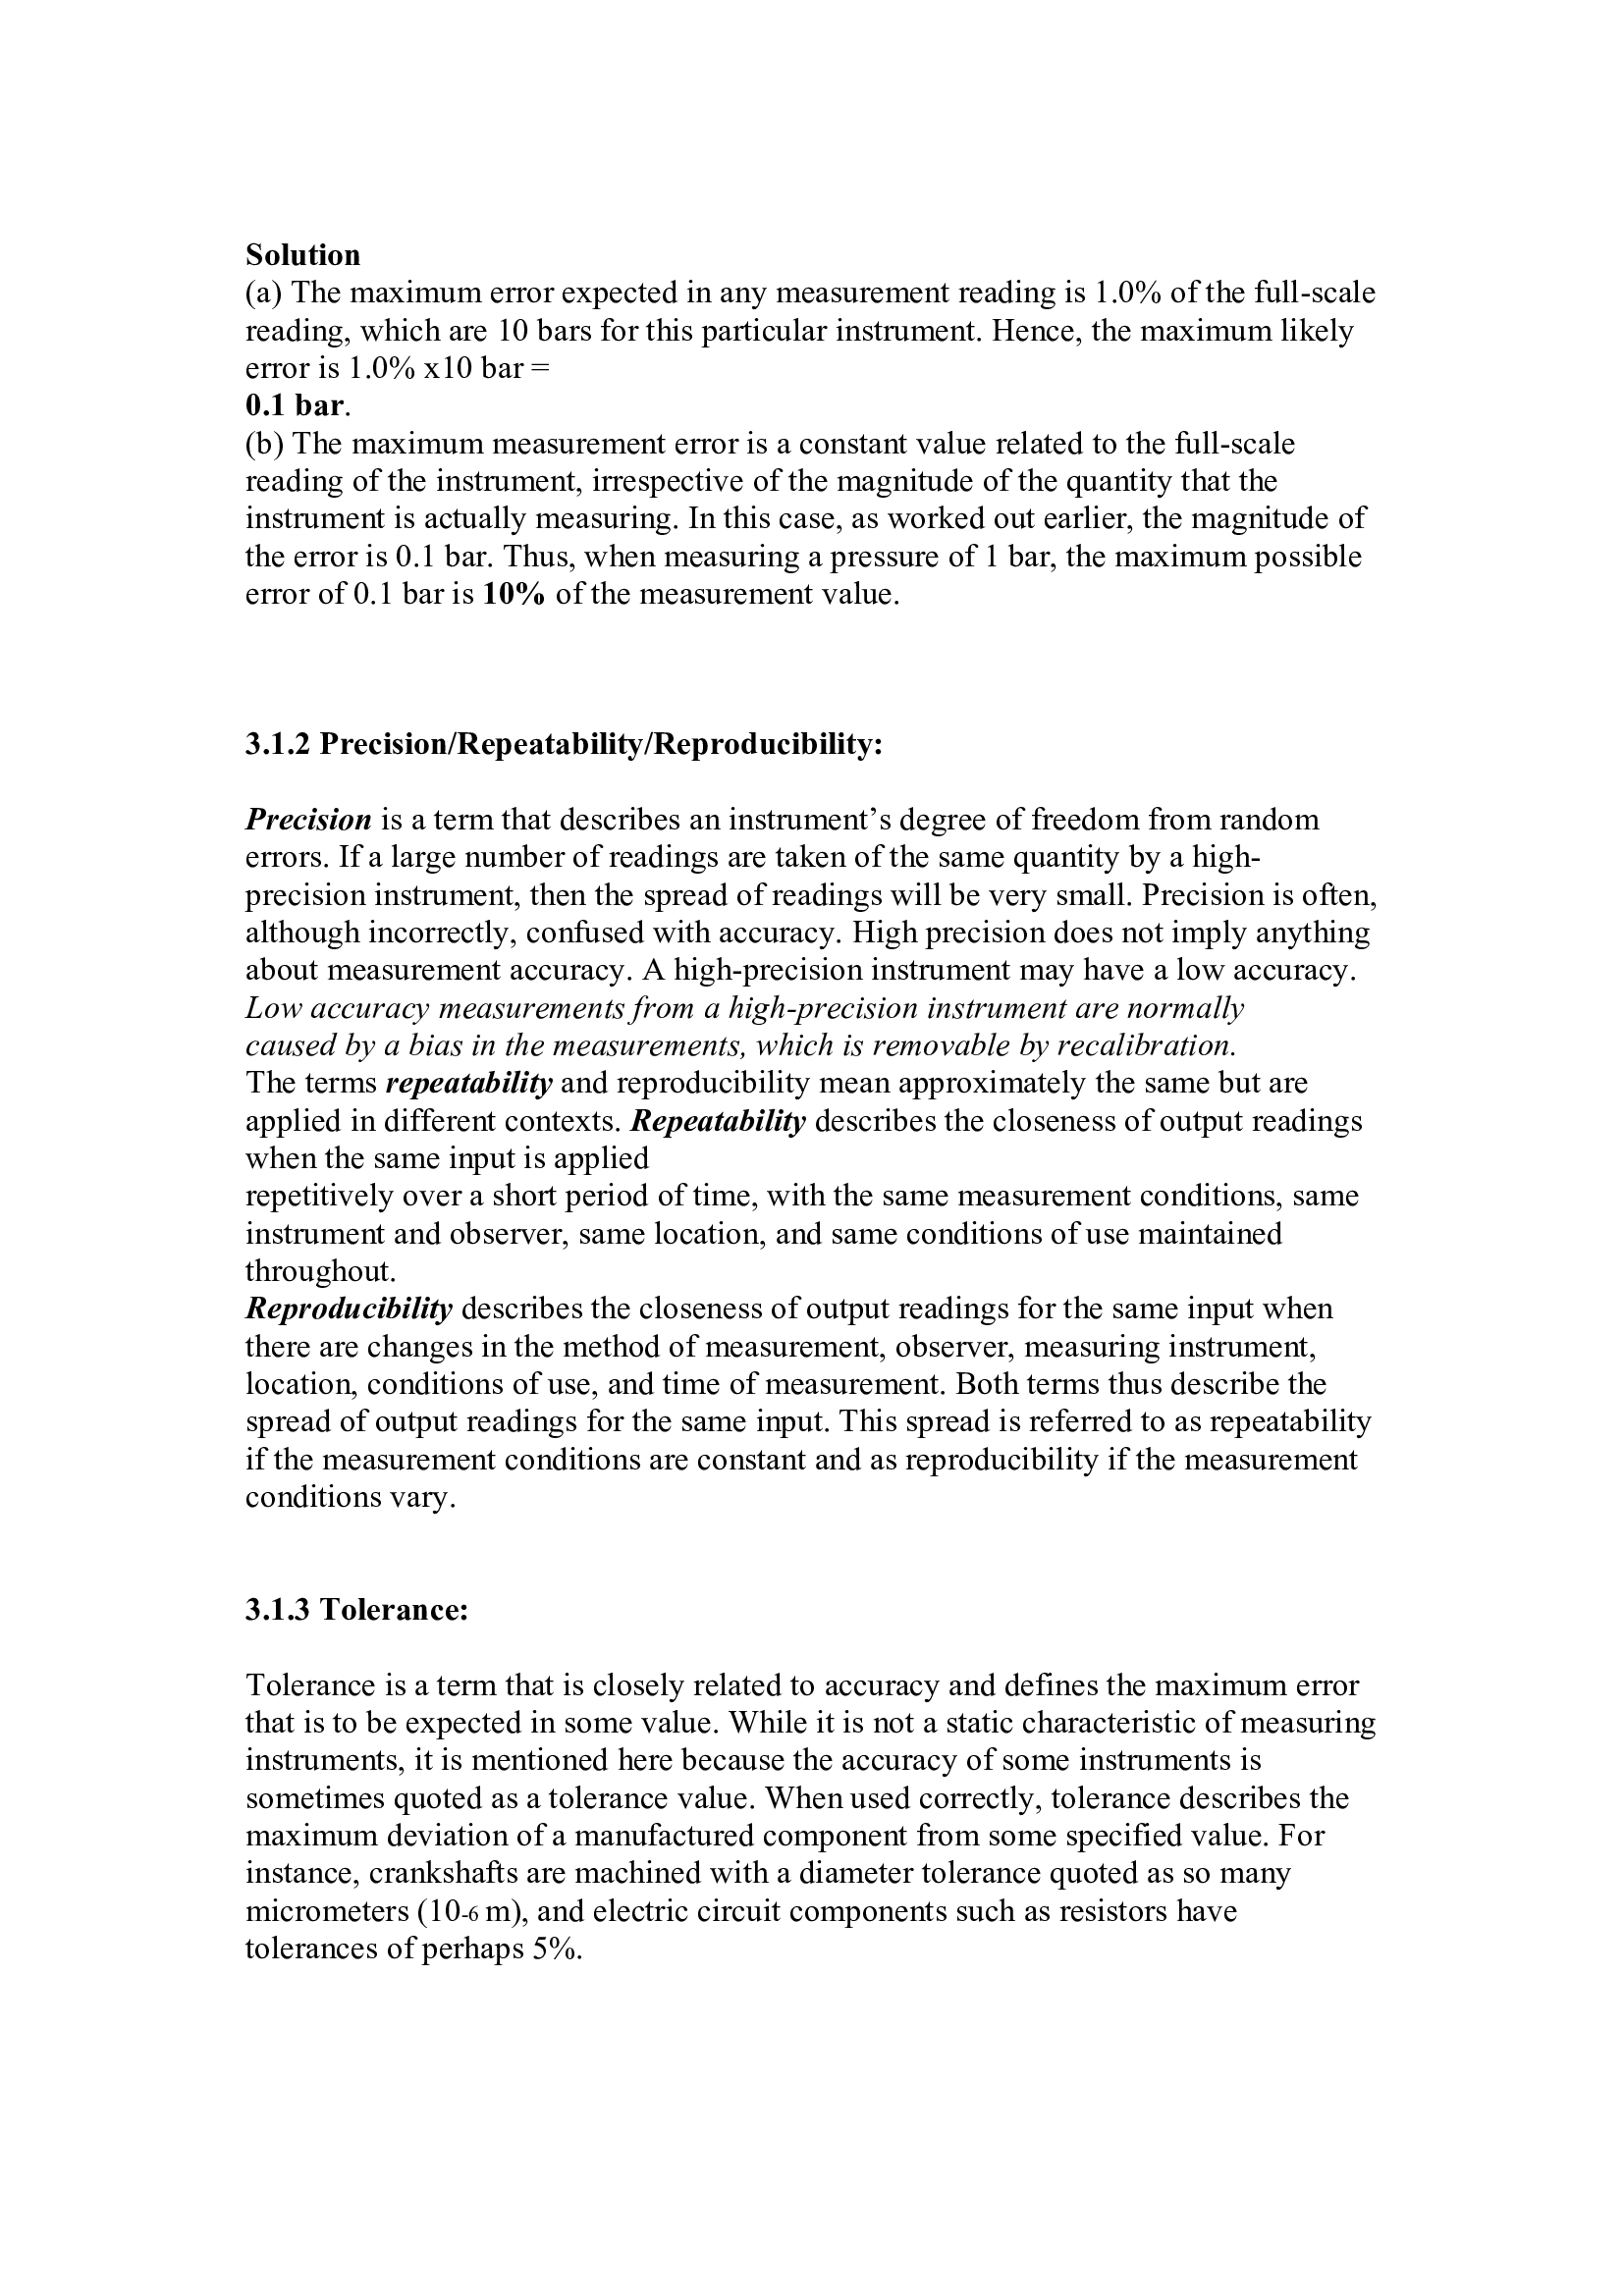 Solution
(a) The maximum error expected in any measurement reading is 1.0% of the full-scale
reading, which are 10 bars for this particular instrument. Hence, the maximum likely
error is 1.0% x10 bar =
0.1 bar.
(b) The maximum measurement error is a constant value related to the full-scale
reading of the instrument, irrespective of the magnitude of the quantity that the
instrument is actually measuring. In this case, as worked out earlier, the magnitude of
the error is 0.1 bar. Thus, when measuring a pressure of 1 bar, the maximum possible
error of 0.1 bar is 10% of the measurement value.
3.1.2 Precision/Repeatability/Reproducibility:
Precision is a term that describes an instrument’s degree of freedom from random
errors. If a large number of readings are taken of the same quantity by a high-
precision instrument, then the spread of readings will be very small. Precision is often,
although incorrectly, confused with accuracy. High precision does not imply anything
about measurement accuracy. A high-precision instrument may have a low accuracy.
Low accuracy measurements from a high-precision instrument are normally
caused by a bias in the measurements, which is removable by recalibration.
The terms repeatability and reproducibility mean approximately the same but are
applied in different contexts. Repeatability describes the closeness of output readings
when the same input is applied
repetitively over a short period of time, with the same measurement conditions, same
instrument and observer, same location, and same conditions of use maintained
throughout.
Reproducibility describes the closeness of output readings for the same input when
there are changes in the method of measurement, observer, measuring instrument,
location, conditions of use, and time of measurement. Both terms thus describe the
spread of output readings for the same input. This spread is referred to as repeatability
if the measurement conditions are constant and as reproducibility if the measurement
conditions vary.
3.1.3 Tolerance:
Tolerance is a term that is closely related to accuracy and defines the maximum error
that is to be expected in some value. While it is not a static characteristic of measuring
instruments, it is mentioned here because the accuracy of some instruments is
sometimes quoted as a tolerance value. When used correctly, tolerance describes the
maximum deviation of a manufactured component from some specified value. For
instance, crankshafts are machined with a diameter tolerance quoted as so many
micrometers (10-6 m), and electric circuit components such as resistors have
tolerances of perhaps 5%.